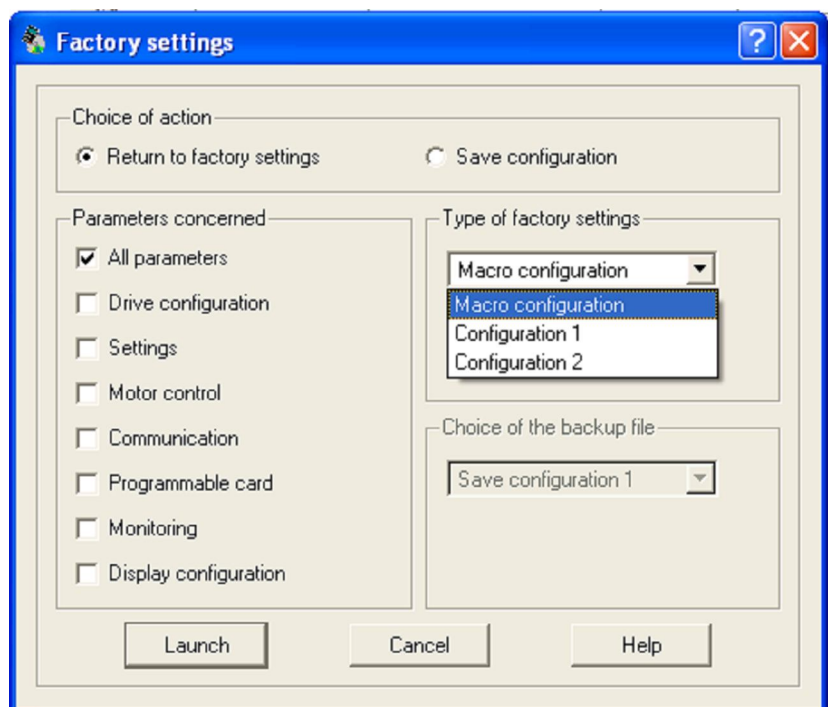 Factory settings
Choice of action
Return to factory settings
Save configuration
Parameters concerned
All parameters
Drive configuration
Settings
Motor control
Communication
Programmable card
Monitoring
Display configuration
Type of factory settings
Macro configuration
Macro configuration
Configuration 1
Configuration 2
Choice of the backup file
Save configuration 1
Launch
Cancel
Help